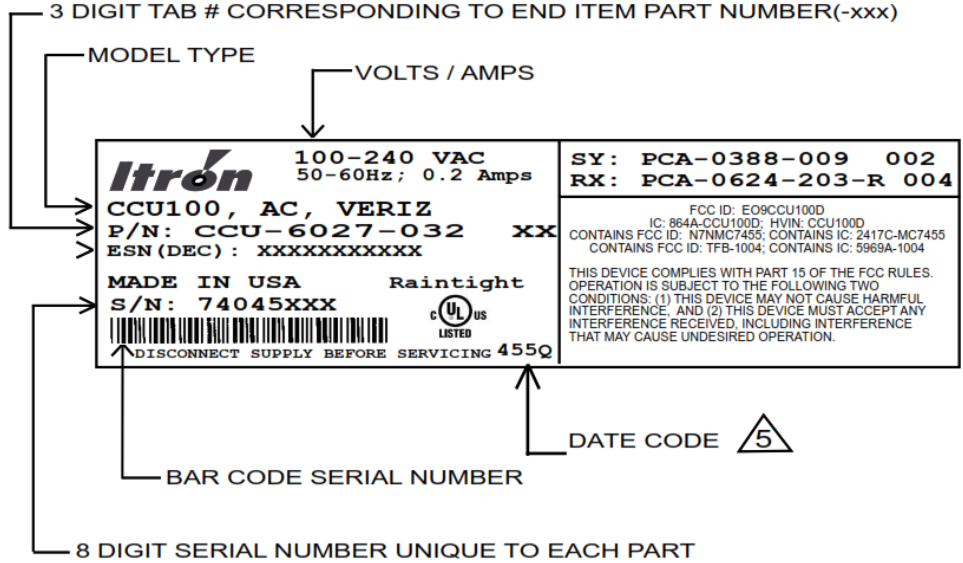 3 DIGIT TAB # CORRESPONDING TO END ITEM PART NUMBER(-xxx)
MODEL TYPE
VOLTS / AMPS
Itron
100-240 VAC
50-60Hz; 0.2 Amps
CCU100, AC, VERIZ
P/N: CCU-6027-032 XX
ESN(DEC): XXXXXXXXXXX
MADE IN USA Raintight
S/N: 74045XXX
C UL US
LISTED
DISCONNECT SUPPLY BEFORE SERVICING 455Q
SY: PCA-0388-009 002
RX: PCA-0624-203-R 004
FCC ID: EO9CCU100D
IC: 864A-CCU100D; HVIN: CCU100D
CONTAINS FCC ID: N7NMC7455; CONTAINS IC: 2417C-MC7455
CONTAINS FCC ID: TFB-1004; CONTAINS IC: 5969A-1004
THIS DEVICE COMPLIES WITH PART 15 OF THE FCC RULES.
OPERATION IS SUBJECT TO THE FOLLOWING TWO
CONDITIONS: (1) THIS DEVICE MAY NOT CAUSE HARMFUL
INTERFERENCE, AND (2) THIS DEVICE MUST ACCEPT ANY
INTERFERENCE RECEIVED, INCLUDING INTERFERENCE
THAT MAY CAUSE UNDESIRED OPERATION.
DATE CODE 5
BAR CODE SERIAL NUMBER
8 DIGIT SERIAL NUMBER UNIQUE TO EACH PART